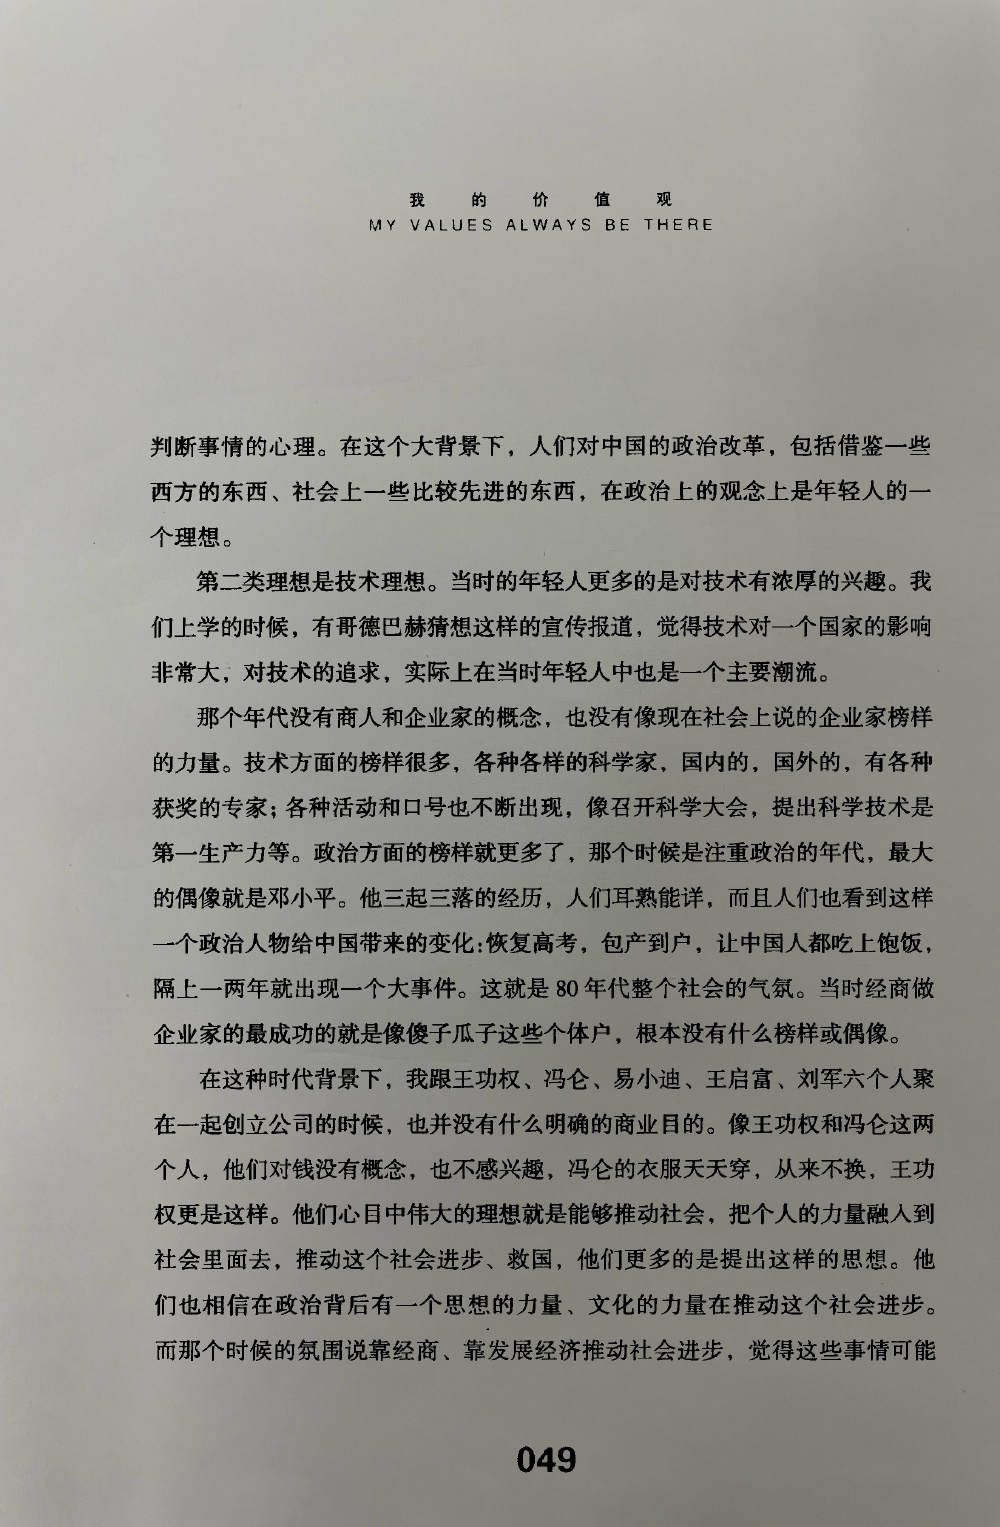 我的价值观
MY VALUES ALWAYS BE THERE
判断事情的心理。在这个大背景下，人们对中国的政治改革，包括借鉴一些
西方的东西、社会上一些比较先进的东西，在政治上的观念上是年轻人的一
个理想。
第二类理想是技术理想。当时的年轻人更多的是对技术有浓厚的兴趣。我
们上学的时候，有哥德巴赫猜想这样的宣传报道，觉得技术对一个国家的影响
非常大，对技术的追求，实际上在当时年轻人中也是一个主要潮流。
那个年代没有商人和企业家的概念，也没有像现在社会上说的企业家榜样
的力量。技术方面的榜样很多，各种各样的科学家，国内的，国外的，有各种
获奖的专家；各种活动和口号也不断出现，像召开科学大会，提出科学技术是
第一生产力等。政治方面的榜样就更多了，那个时候是注重政治的年代，最大
的偶像就是邓小平。他三起三落的经历，人们耳熟能详，而且人们也看到这样
一个政治人物给中国带来的变化：恢复高考，包产到户，让中国人都吃上饱饭，
隔上一两年就出现一个大事件。这就是80年代整个社会的气氛。当时经商做
企业家的最成功的就是像傻子瓜子这些个体户，根本没有什么榜样或偶像。
在这种时代背景下，我跟王功权、冯仑、易小迪、王启富、刘军六个人聚
在一起创立公司的时候，也并没有什么明确的商业目的。像王功权和冯仑这两
个人，他们对钱没有概念，也不感兴趣，冯仑的衣服天天穿，从来不换，王功
权更是这样。他们心目中伟大的理想就是能够推动社会，把个人的力量融入到
社会里面去，推动这个社会进步、救国，他们更多的是提出这样的思想。他
们也相信在政治背后有一个思想的力量、文化的力量在推动这个社会进步。
而那个时候的氛围说靠经商、靠发展经济推动社会进步，觉得这些事情可能
049